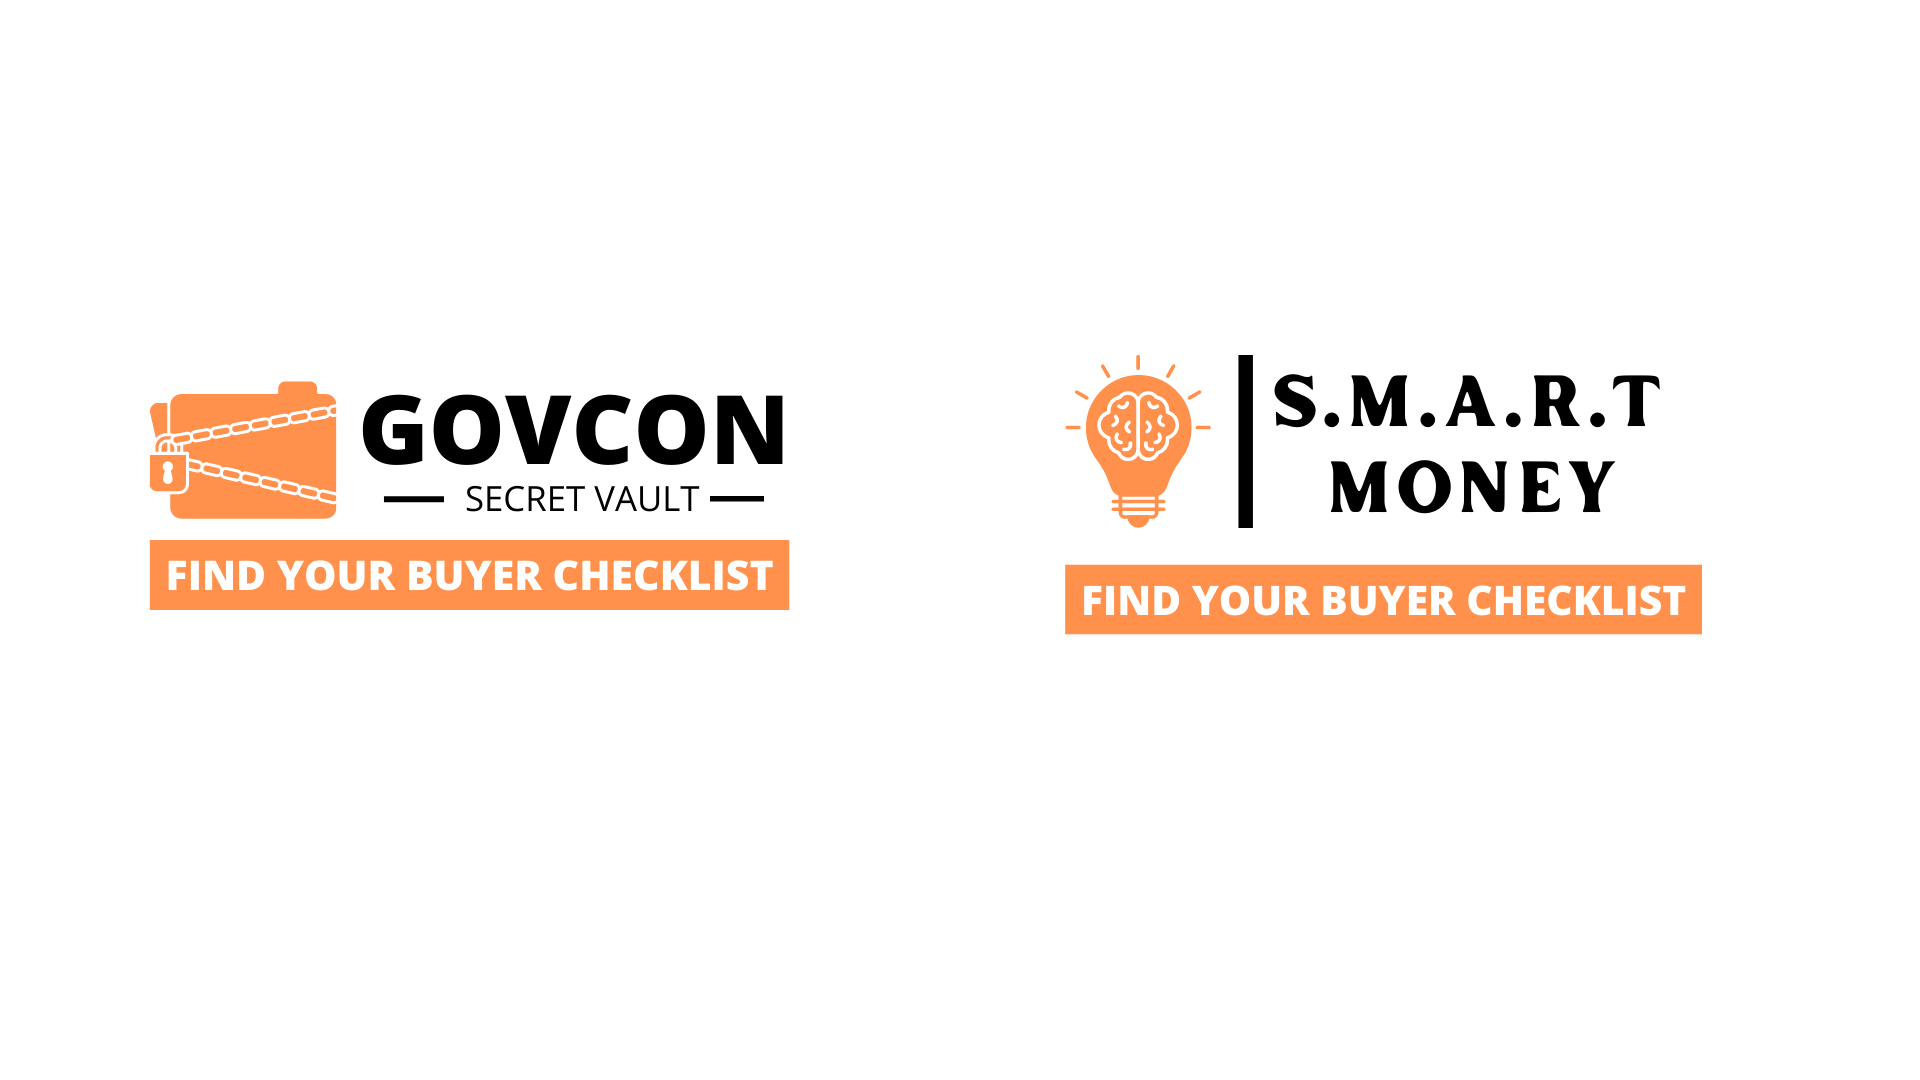 GOVCON
SECRET VAULT
FIND YOUR BUYER CHECKLIST
S.M.A.R.T
MONEY
FIND YOUR BUYER CHECKLIST